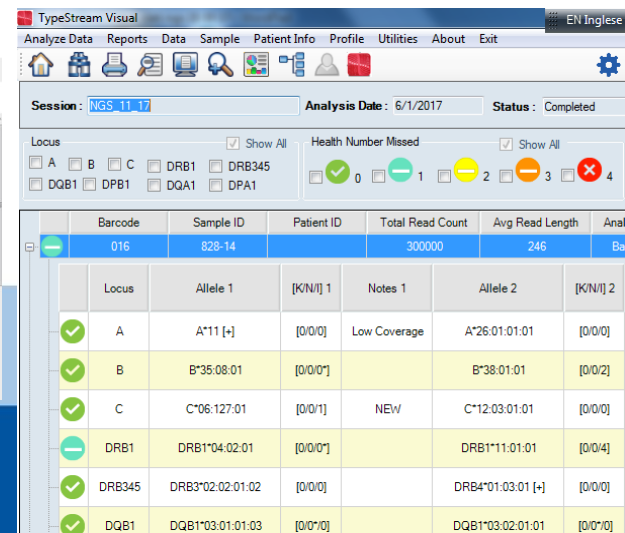 TypeStream Visual
EN Inglese
Analyze Data Reports Data Sample Patient Info Profile Utilities About Exit
Session : NGS_11_17 Analysis Date : 6/1/2017 Status : Completed
Locus Show All Health Number Missed Show All
A B C DRB1 DRB345 0 1 2 3 4
DQB1 DPB1 DQA1 DPA1
Barcode Sample ID Patient ID Total Read Count Avg Read Length Anal
016 828-14 300000 246 Ba
Locus Allele 1 [K/N/I] 1 Notes 1 Allele 2 [K/N/I] 2
A A*11 [+] [0/0/0] Low Coverage A*26:01:01:01 [0/0/0]
B B*35:08:01 [0/0/0*] B*38:01:01 [0/0/2]
C C*06:127:01 [0/0/1] NEW C*12:03:01:01 [0/0/0]
DRB1 DRB1*04:02:01 [0/0/0*] DRB1*11:01:01 [0/0/4]
DRB345 DRB3*02:02:01:02 [0/0/0] DRB4*01:03:01 [+] [0/0/0]
DQB1 DQB1*03:01:01:03 [0/0*/0] DQB1*03:02:01:01 [0/0*/0]